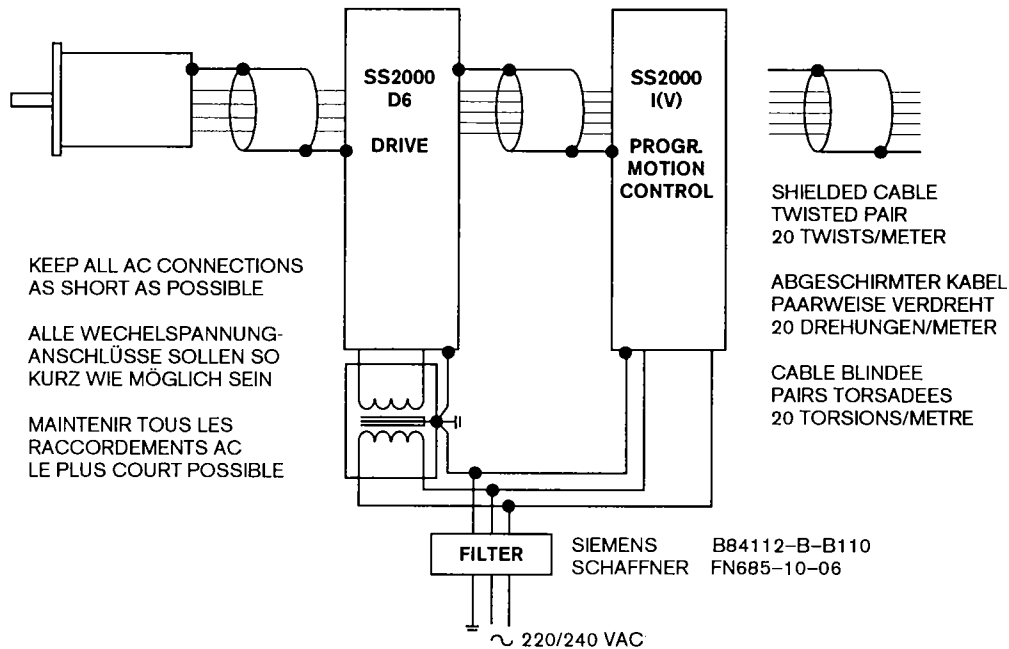 SS2000
D6
DRIVE
SS2000
I(V)
PROGR.
MOTION
CONTROL
SHIELDED CABLE
TWISTED PAIR
20 TWISTS/METER
ABGESCHIRMTER KABEL
PAARWEISE VERDREHT
20 DREHUNGEN/METER
CABLE BLINDEE
PAIRS TORSADEES
20 TORSIONS/METRE
KEEP ALL AC CONNECTIONS
AS SHORT AS POSSIBLE
ALLE WECHELSPANNUNG-
ANSCHLÜSSE SOLLEN SO
KURZ WIE MÖGLICH SEIN
MAINTENIR TOUS LES
RACCORDEMENTS AC
LE PLUS COURT POSSIBLE
FILTER
SIEMENS B84112-B-B110
SCHAFFNER FN685-10-06
~ 220/240 VAC